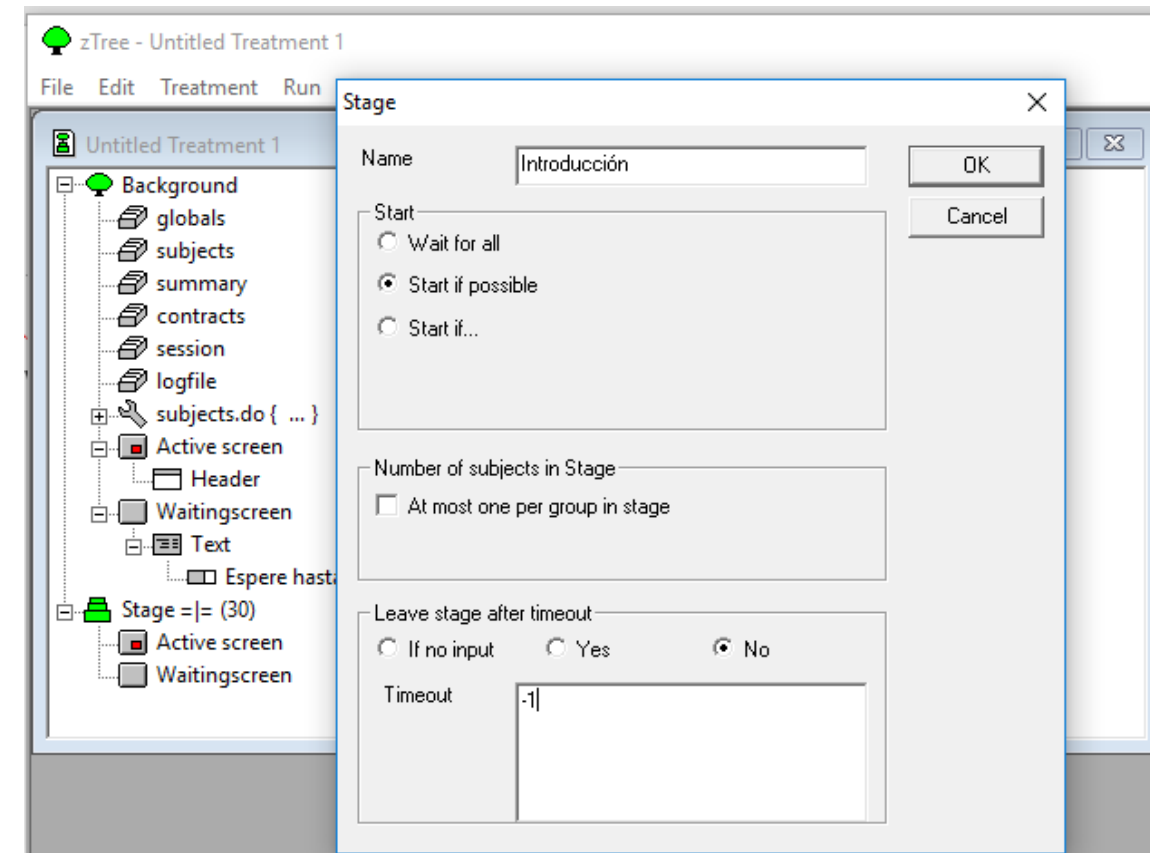 zTree - Untitled Treatment 1
File Edit Treatment Run
Untitled Treatment 1
Background
globals
subjects
summary
contracts
session
logfile
subjects.do { ... }
Active screen
Header
Waitingscreen
Text
Espere hasta
Stage =|= (30)
Active screen
Waitingscreen
Stage
Name
Introducción
OK
Cancel
Start
Wait for all
Start if possible
Start if...
Number of subjects in Stage
At most one per group in stage
Leave stage after timeout
If no input Yes No
Timeout
-1